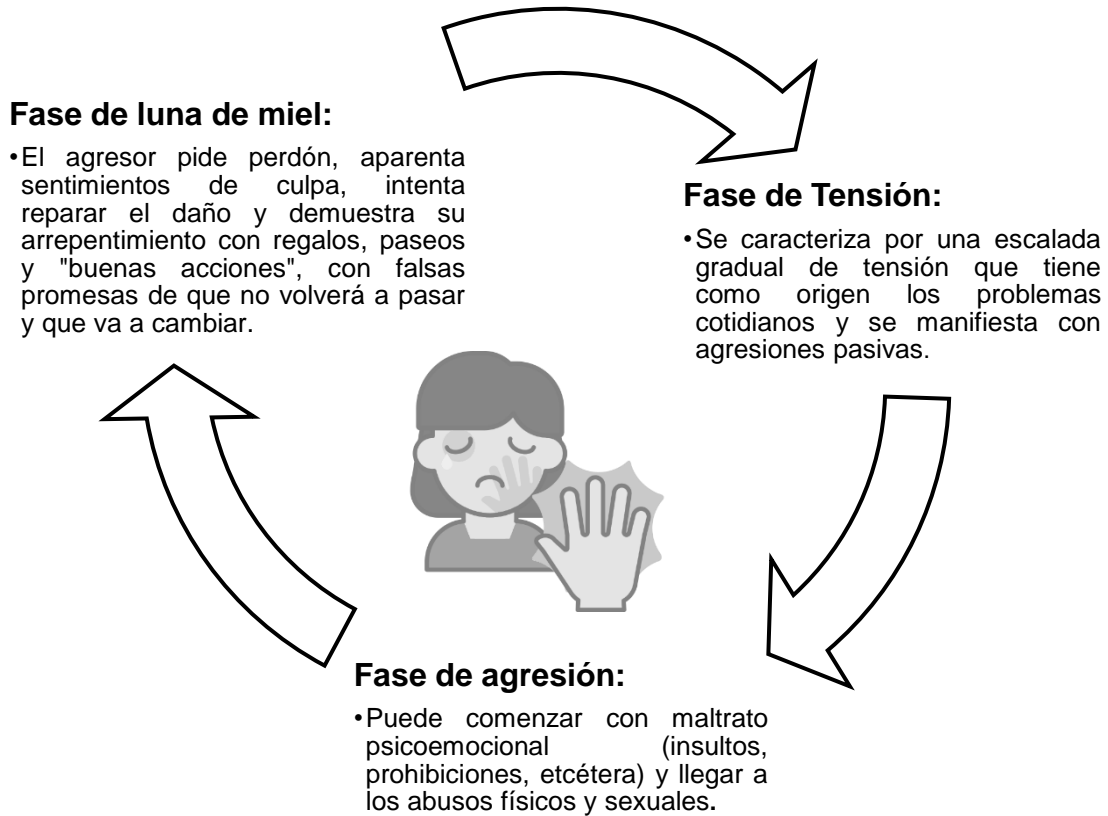 Fase de luna de miel:
•El agresor pide perdón, aparenta
sentimientos de culpa, intenta
reparar el daño y demuestra su
arrepentimiento con regalos, paseos
y "buenas acciones", con falsas
promesas de que no volverá a pasar
y que va a cambiar.
Fase de Tensión:
•Se caracteriza por una escalada
gradual de tensión que tiene
como origen los problemas
cotidianos y se manifiesta con
agresiones pasivas.
Fase de agresión:
•Puede comenzar con maltrato
psicoemocional (insultos,
prohibiciones, etcétera) y llegar a
los abusos físicos y sexuales.